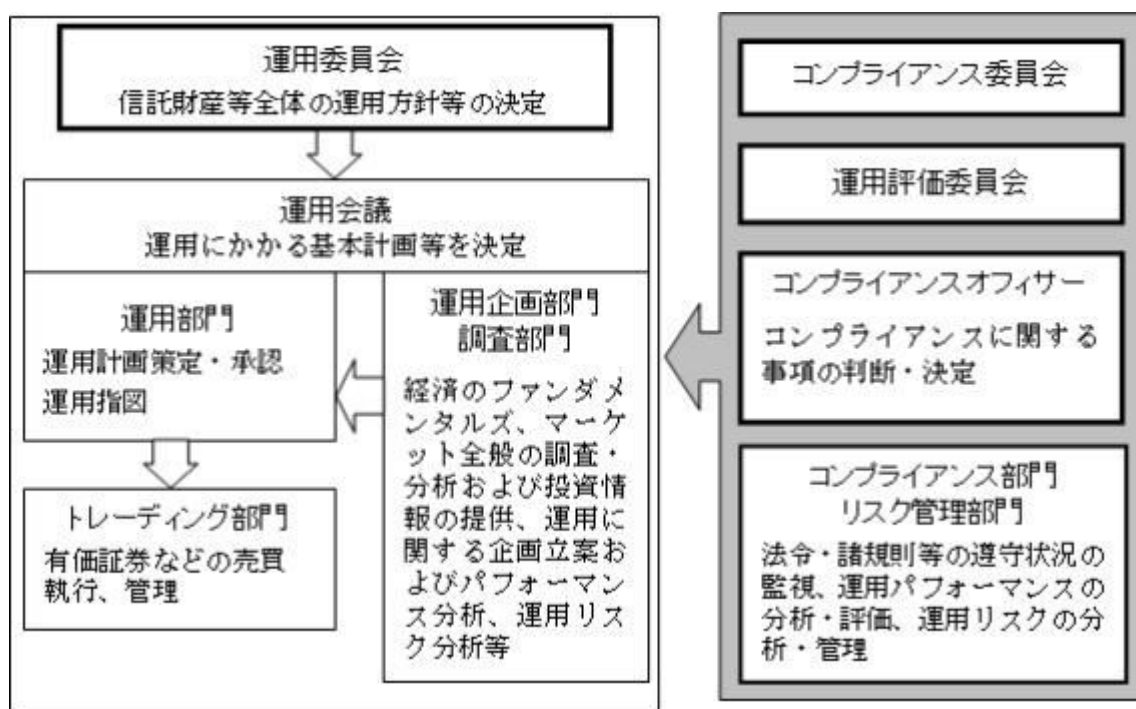 運用委員会
信託財産等全体の運用方針等の決定
運用会議
運用にかかる基本計画等を決定
運用部門
運用計画策定・承認
運用指図
トレーディング部門
有価証券などの売買
執行、管理
運用企画部門
調査部門
経済のファンダメ
ンタルズ、マーケ
ット全般の調査・
分析および投資情
報の提供、運用に
関する企画立案お
よびパフォーマン
ス分析、運用リス
ク分析等
コンプライアンス委員会
運用評価委員会
コンプライアンスオフィサー
コンプライアンスに関する
事項の判断・決定
コンプライアンス部門
リスク管理部門
法令・諸規則等の遵守状況の
監視、運用パフォーマンスの
分析・評価、運用リスクの分
析・管理